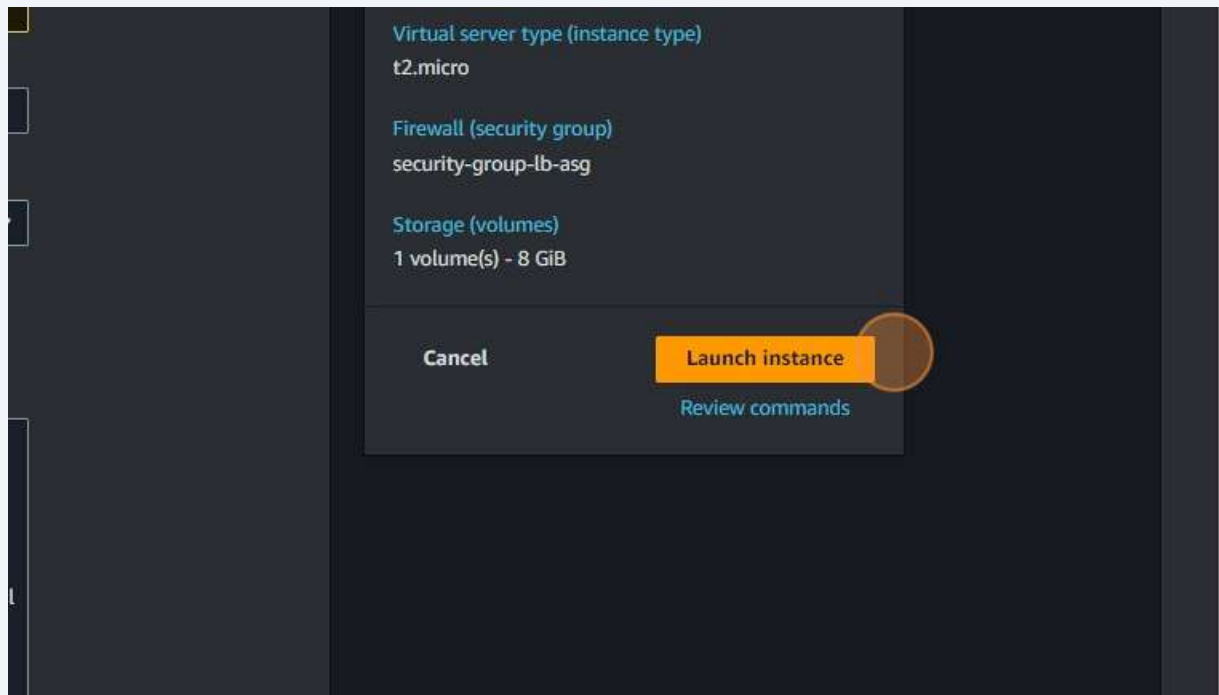 Virtual server type (instance type)
t2.micro
Firewall (security group)
security-group-lb-asg
Storage (volumes)
1 volume(s) - 8 GiB
Cancel
Launch instance
Review commands
l